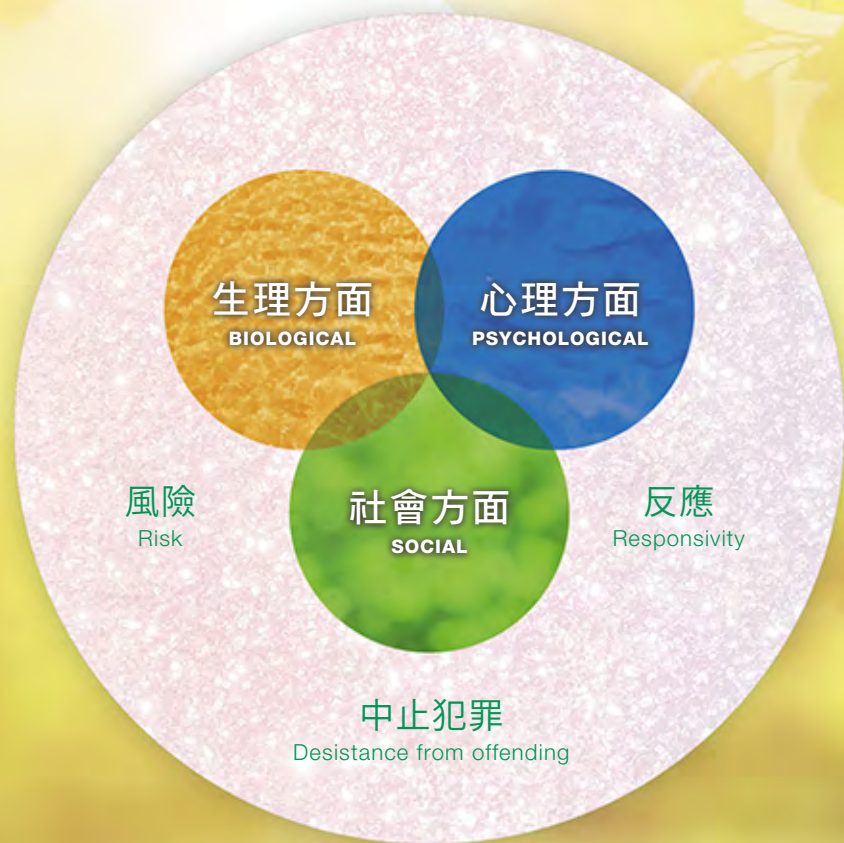 生理方面
BIOLOGICAL
心理方面
PSYCHOLOGICAL
社會方面
SOCIAL
風險
Risk
反應
Responsivity
中止犯罪
Desistance from offending